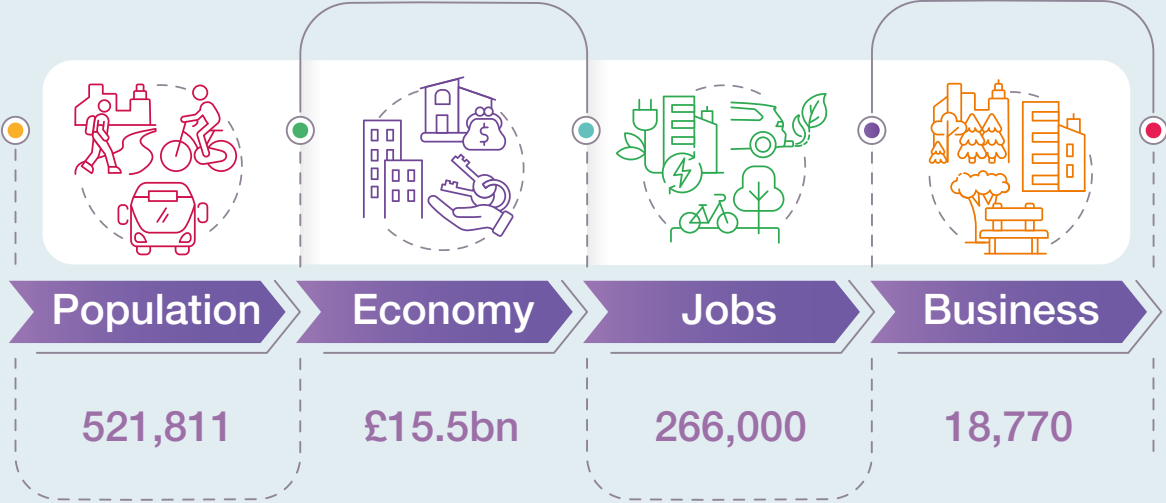 $
Population
Economy
Jobs
Business
521,811
£15.5bn
266,000
18,770